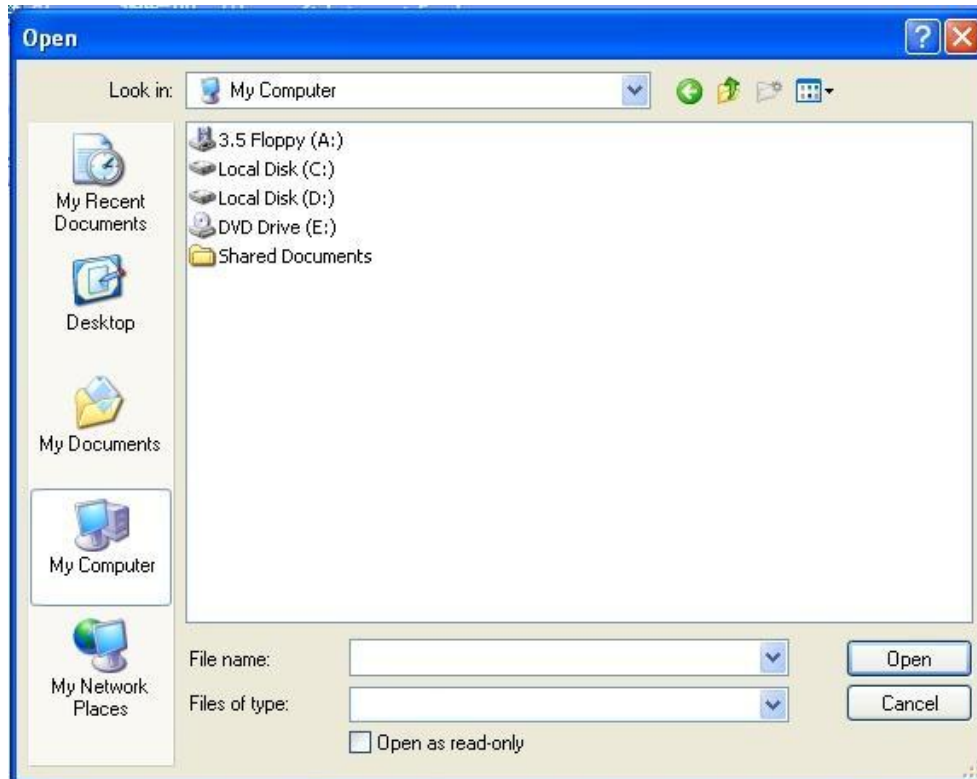 Open
Look in:
My Computer
3.5 Floppy (A:)
Local Disk (C:)
Local Disk (D:)
DVD Drive (E:)
Shared Documents
My Recent
Documents
Desktop
My Documents
My Computer
My Network
Places
File name:
Open
Files of type:
Cancel
Open as read-only